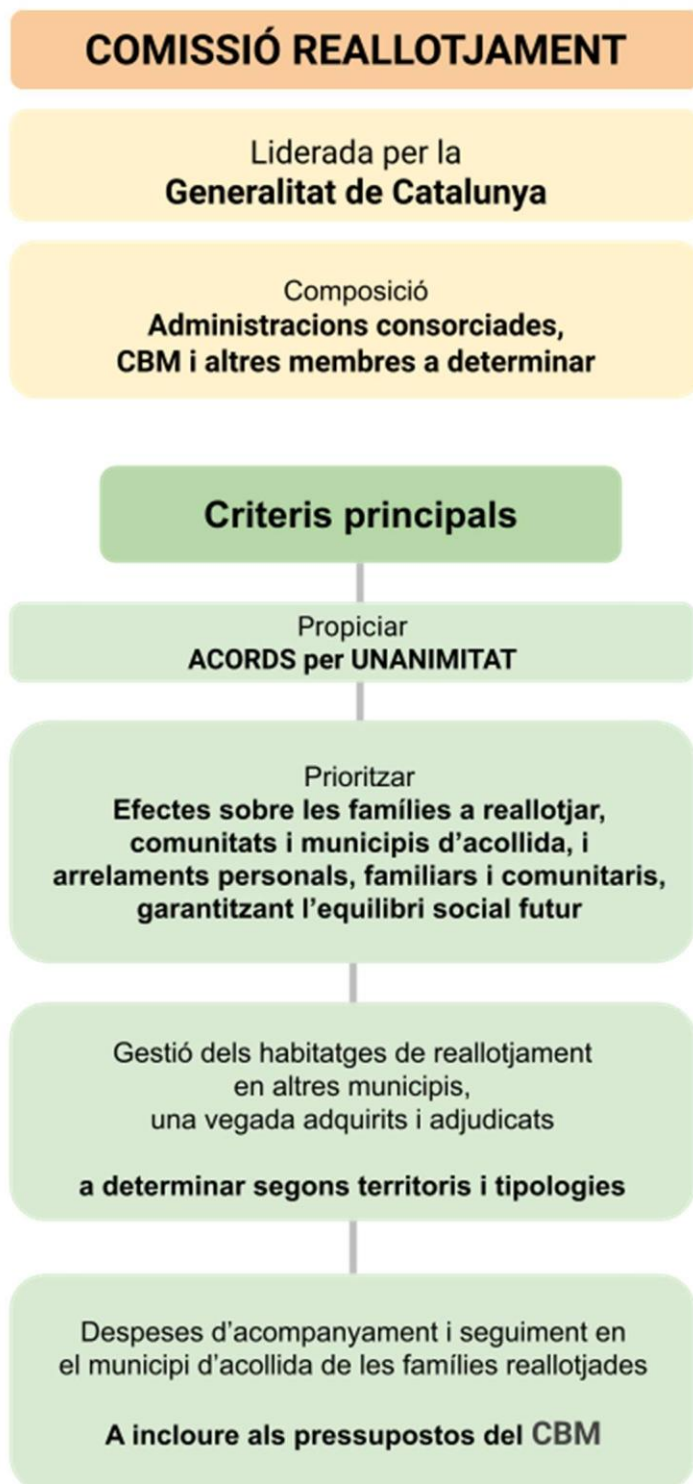 COMISSIÓ REALLOTJAMENT
Liderada per la
Generalitat de Catalunya
Composició
Administracions consorciades,
CBM i altres membres a determinar
Criteris principals
Propiciar
ACORDS per UNANIMITAT
Prioritzar
Efectes sobre les famílies a reallotjar,
comunitats i municipis d'acollida, i
arrelaments personals, familiars i comunitaris,
garantitzant l'equilibri social futur
Gestió dels habitatges de reallotjament
en altres municipis,
una vegada adquirits i adjudicats
a determinar segons territoris i tipologies
Despeses d'acompanyament i seguiment en
el municipi d'acollida de les famílies reallotjades
A incloure als pressupostos del CBM